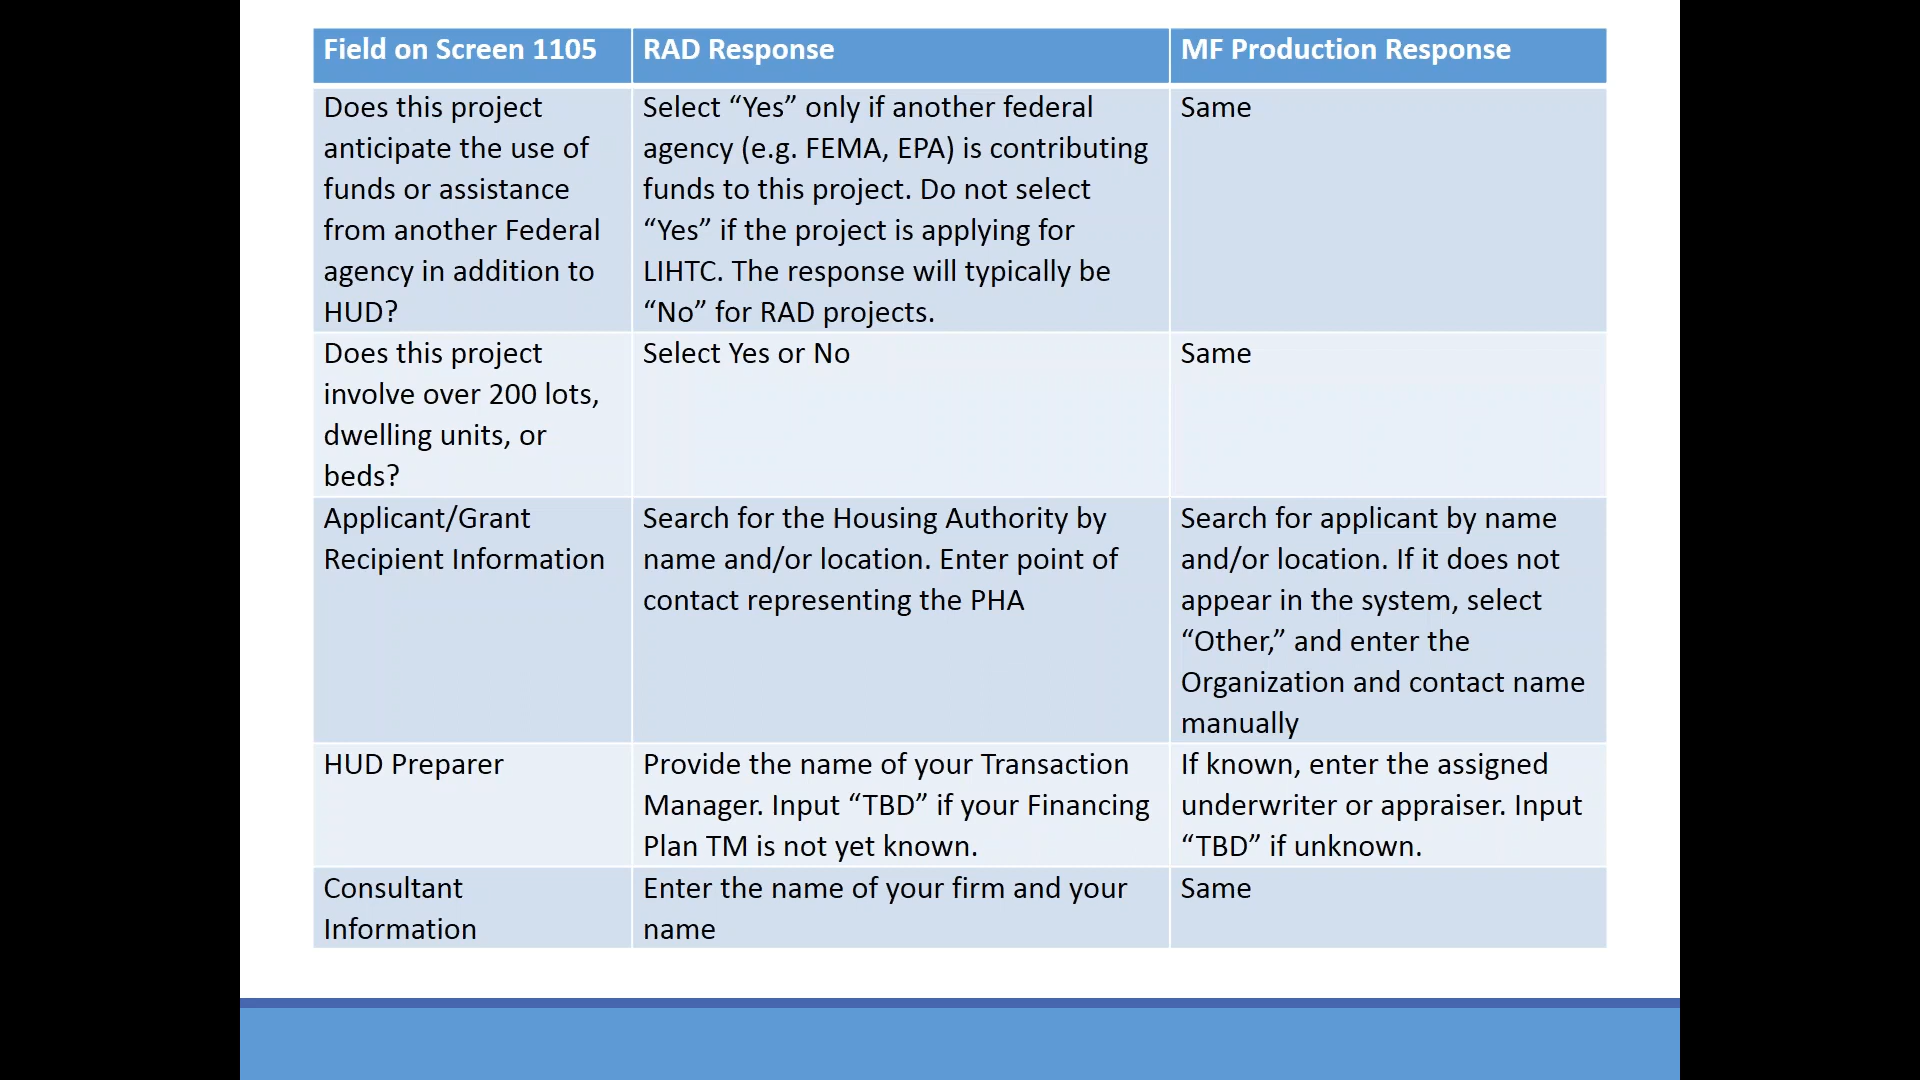 Field on Screen 1105
RAD Response
MF Production Response
Does this project
anticipate the use of
funds or assistance
from another Federal
agency in addition to
HUD?
Select “Yes” only if another federal
agency (e.g. FEMA, EPA) is contributing
funds to this project. Do not select
“Yes” if the project is applying for
LIHTC. The response will typically be
“No” for RAD projects.
Same
Does this project
involve over 200 lots,
dwelling units, or
beds?
Select Yes or No
Same
Applicant/Grant
Recipient Information
Search for the Housing Authority by
name and/or location. Enter point of
contact representing the PHA
Search for applicant by name
and/or location. If it does not
appear in the system, select
“Other,” and enter the
Organization and contact name
manually
HUD Preparer
Provide the name of your Transaction
Manager. Input “TBD” if your Financing
Plan TM is not yet known.
If known, enter the assigned
underwriter or appraiser. Input
“TBD” if unknown.
Consultant
Information
Enter the name of your firm and your
name
Same